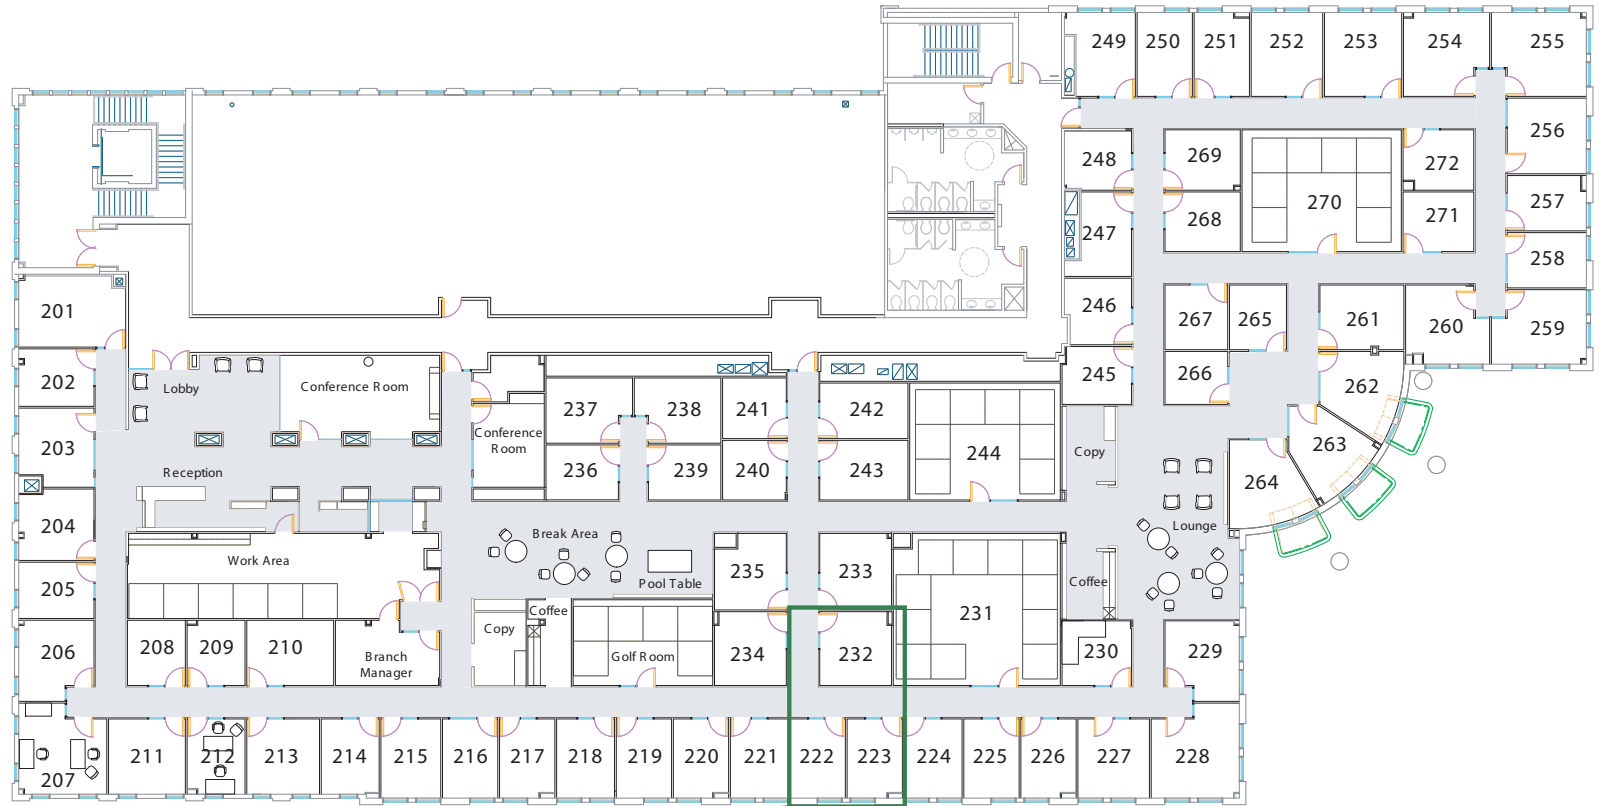 249 250 251 252 253 254 255
256
248 269 272
270 271 257
247 268
258
201 246 267 265 261 260 259
202 Lobby Conference Room 245 266 262
237 238 241 242
203 Conference
Room
263
Reception 236 239 240 243 244 Copy
264
204 Lounge
Break Area
Work Area
205 Pool Table 235 233 Coffee
Coffee
Copy 231
206 208 209 210 Branch
Manager
Golf Room 234 232 230 229
207 211 212 213 214 215 216 217 218 219 220 221 222 223 224 225 226 227 228